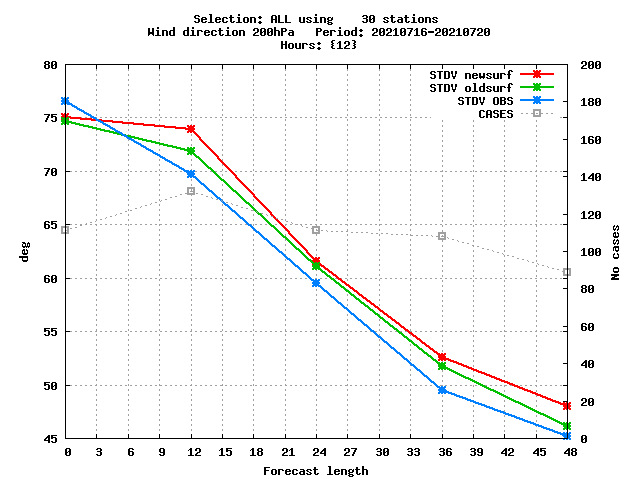 Selection: ALL using    30 stations
Wind direction 200hPa   Period: 20210716-20210720
Hours: {12}
80 200
STDV newsurf
STDV oldsurf
STDV OBS
CASES
75 180
70 160
65 140
60 120
55 100
50 80
45 60
40
20
0
deg
No cases
0 3 6 9 12 15 18 21 24 27 30 33 36 39 42 45 48
Forecast length